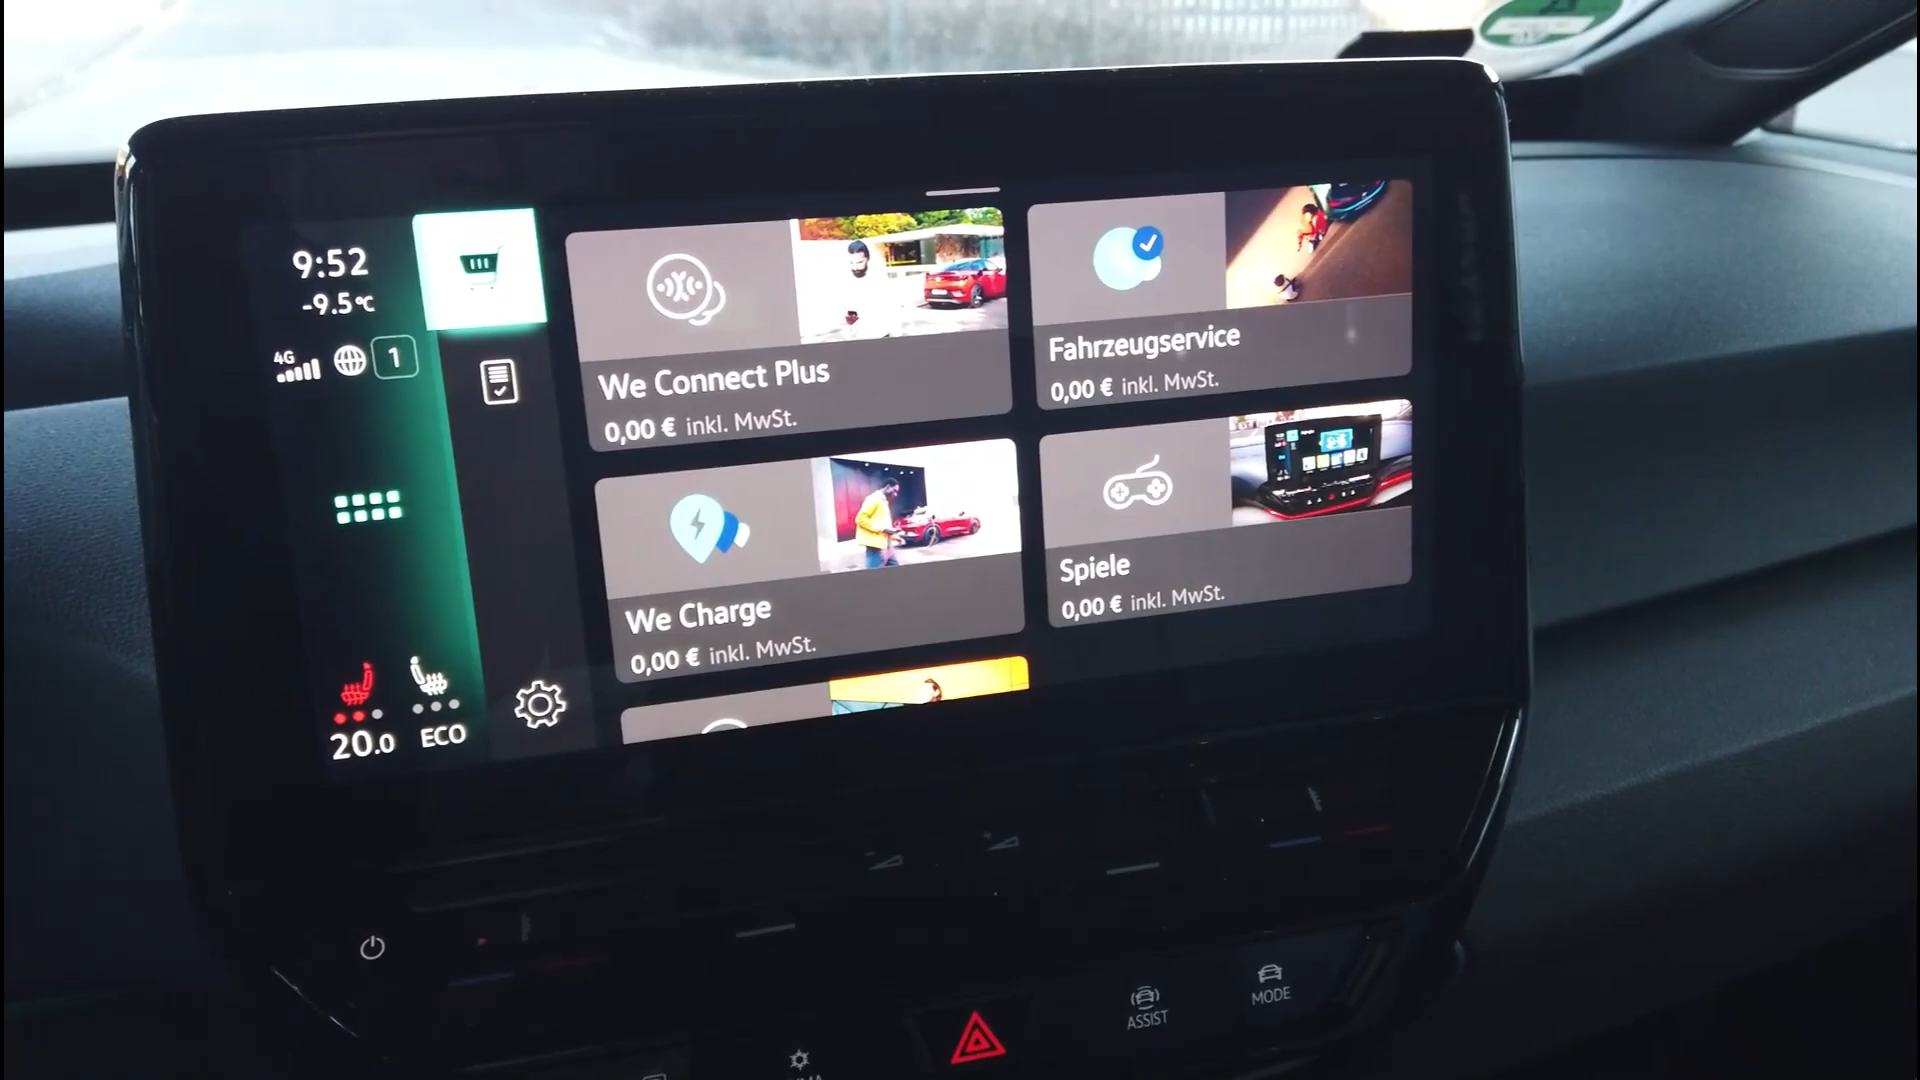 9:52
-9.5°C
4G
1
We Connect Plus
0,00 € inkl. MwSt.
Fahrzeugservice
0,00 € inkl. MwSt.
We Charge
0,00 € inkl. MwSt.
Spiele
0,00 € inkl. MwSt.
20.0
ECO
ASSIST
MODE